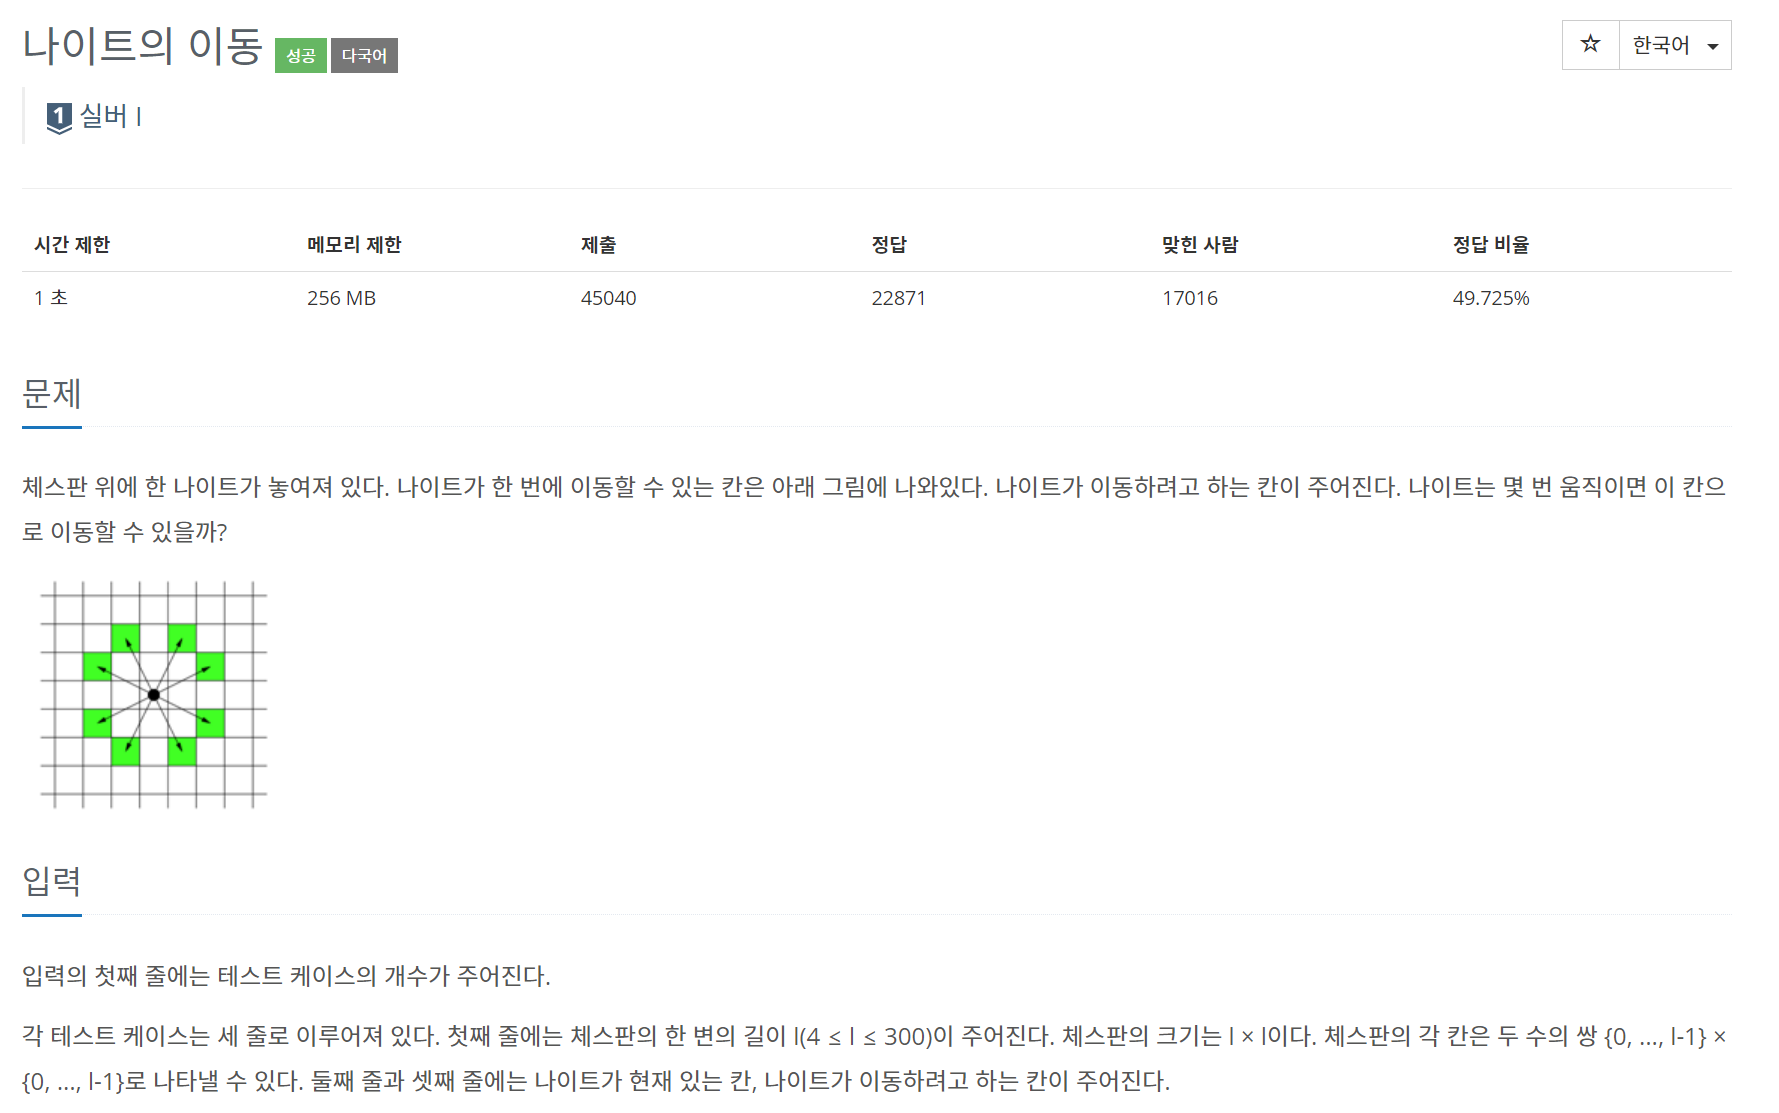 나이트의 이동 성공 다국어
☆ 한국어
1 실버 I
시간 제한 메모리 제한 제출 정답 맞힌 사람 정답 비율
1 초 256 MB 45040 22871 17016 49.725%
문제
체스판 위에 한 나이트가 놓여져 있다. 나이트가 한 번에 이동할 수 있는 칸은 아래 그림에 나와있다. 나이트가 이동하려고 하는 칸이 주어진다. 나이트는 몇 번 움직이면 이 칸으
로 이동할 수 있을까?
입력
입력의 첫째 줄에는 테스트 케이스의 개수가 주어진다.
각 테스트 케이스는 세 줄로 이루어져 있다. 첫째 줄에는 체스판의 한 변의 길이 l(4 ≤ l ≤ 300)이 주어진다. 체스판의 크기는 l × l이다. 체스판의 각 칸은 두 수의 쌍 {0, ..., l-1} ×
{0, ..., l-1}로 나타낼 수 있다. 둘째 줄과 셋째 줄에는 나이트가 현재 있는 칸, 나이트가 이동하려고 하는 칸이 주어진다.